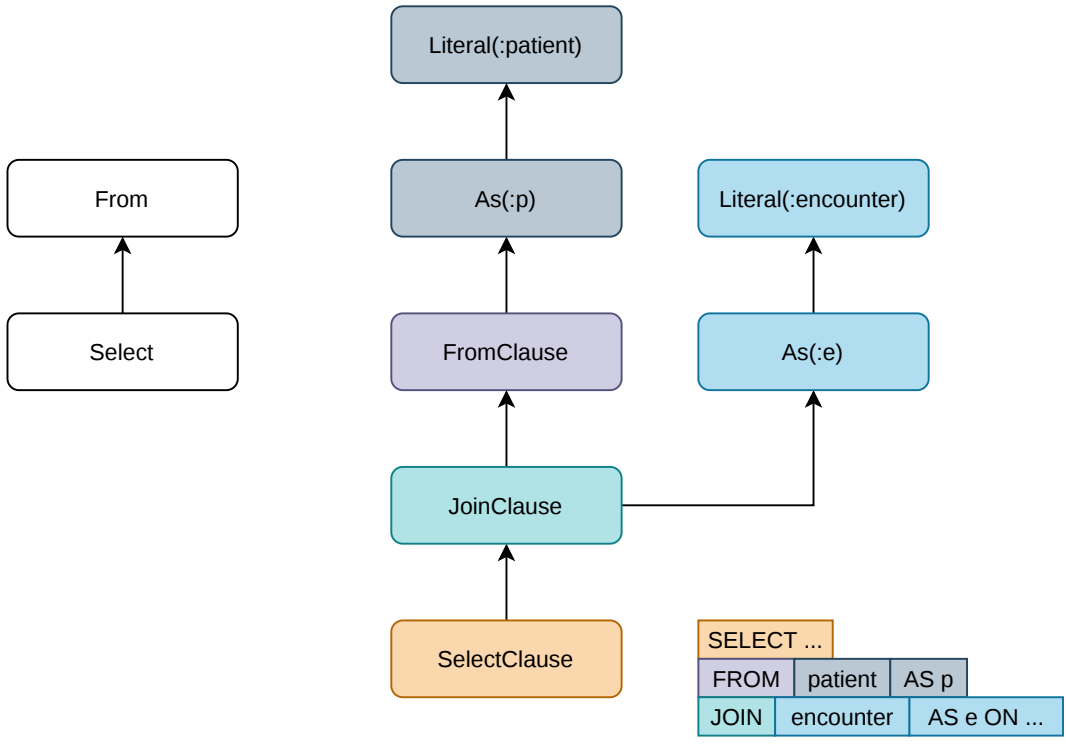 Literal(:patient)
From
As(:p)
Literal(:encounter)
Select
FromClause
As(:e)
JoinClause
SelectClause
SELECT ...
FROM patient AS p
JOIN encounter AS e ON ...